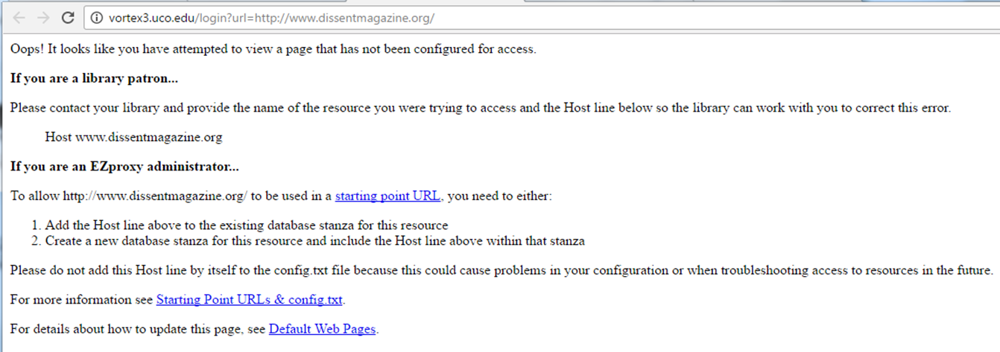 vortex3.uco.edu/login?url=http://www.dissentmagazine.org/
Oops! It looks like you have attempted to view a page that has not been configured for access.
If you are a library patron...
Please contact your library and provide the name of the resource you were trying to access and the Host line below so the library can work with you to correct this error.
Host www.dissentmagazine.org
If you are an EZproxy administrator...
To allow http://www.dissentmagazine.org/ to be used in a starting point URL, you need to either:
1. Add the Host line above to the existing database stanza for this resource
2. Create a new database stanza for this resource and include the Host line above within that stanza
Please do not add this Host line by itself to the config.txt file because this could cause problems in your configuration or when troubleshooting access to resources in the future.
For more information see Starting Point URLs & config.txt.
For details about how to update this page, see Default Web Pages.